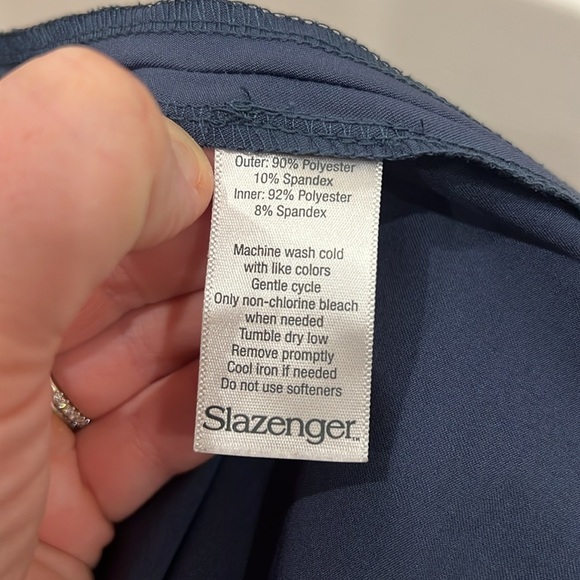 Outer: 90% Polyester
10% Spandex
Inner: 92% Polyester
8% Spandex
Machine wash cold
with like colors
Gentle cycle
Only non-chlorine bleach
when needed
Tumble dry low
Remove promptly
Cool iron if needed
Do not use softeners
Slazenger™